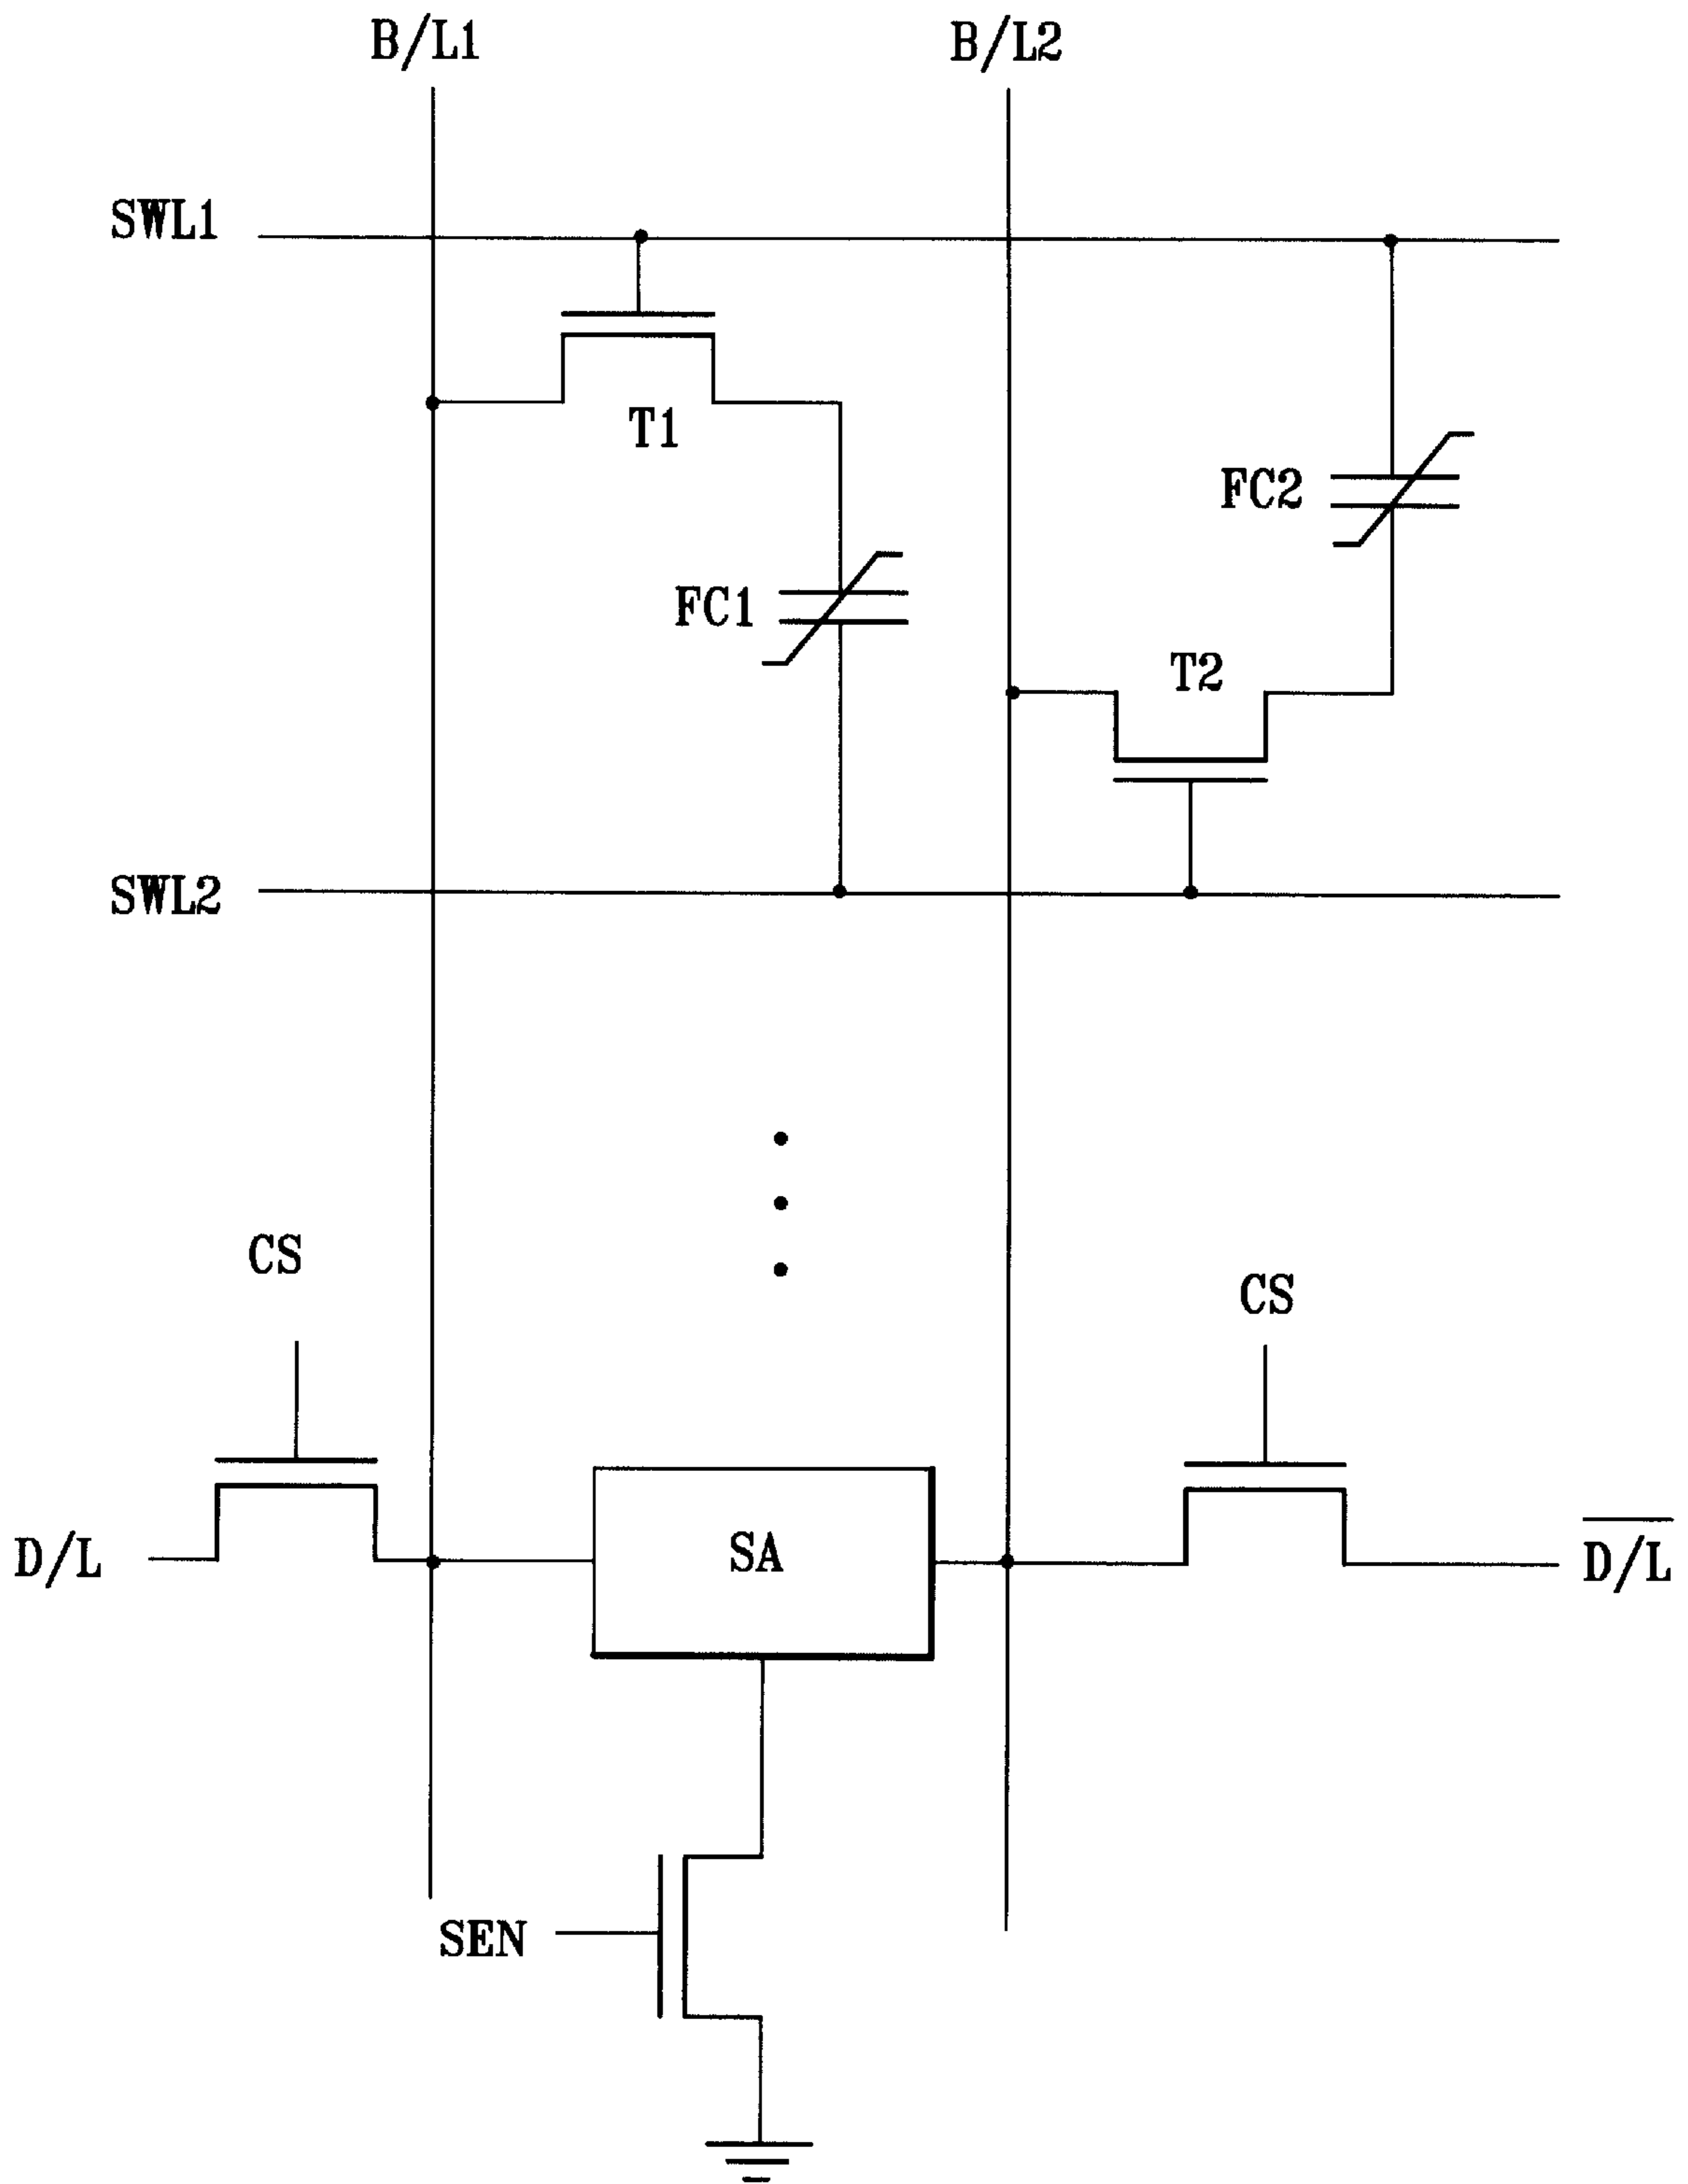 B/L1
B/L2
SWL1
T1
FC2
FC1
T2
SWL2
CS
CS
D/L
SA
D/L
SEN